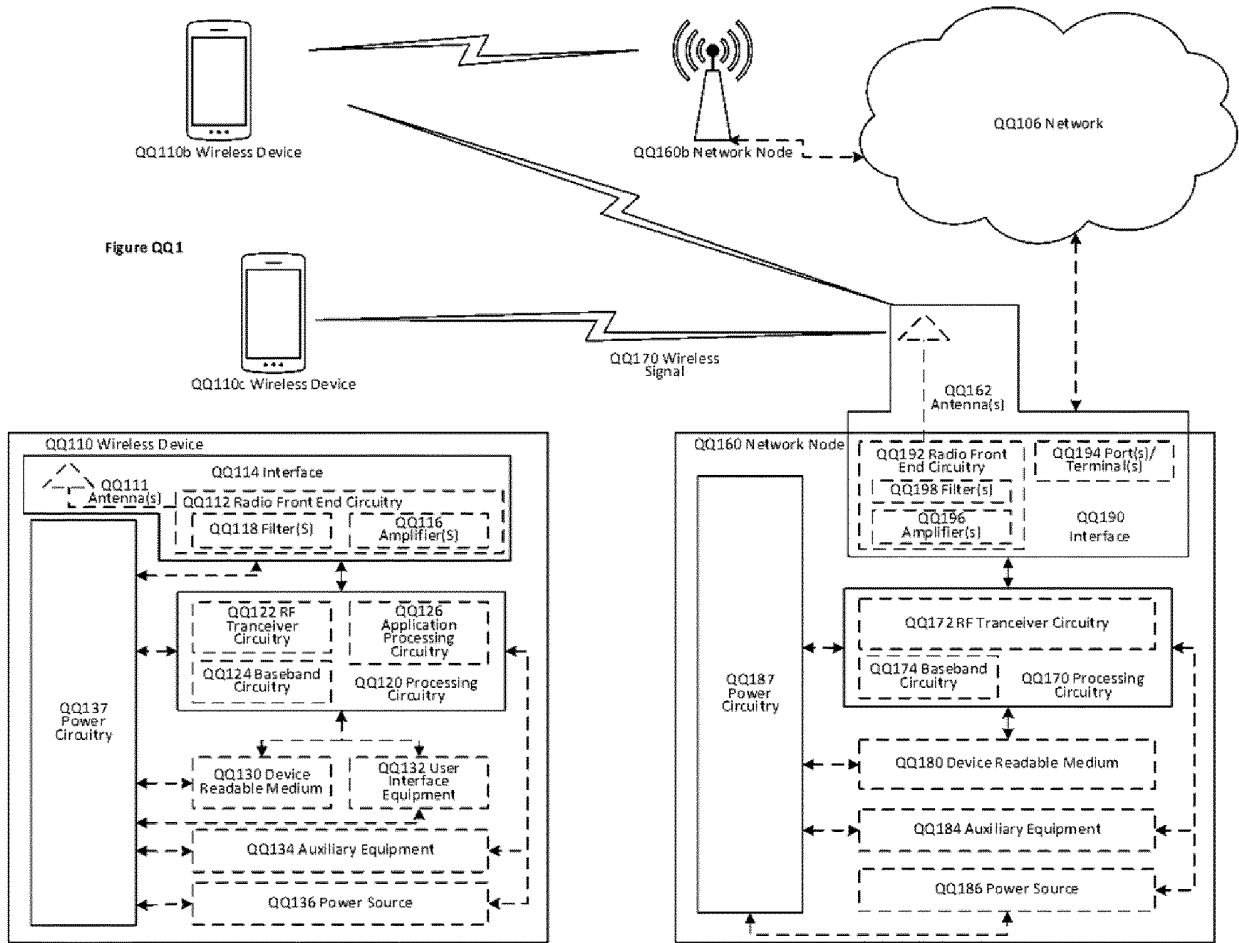 QQ106 Network
QQ110b Wireless Device
QQ160b Network Node
Figure QQ1
QQ110c Wireless Device
QQ170 Wireless
Signal
QQ162
Antenna(s)
QQ110 Wireless Device
QQ114 Interface
QQ111
Antenna(s)
QQ112 Radio Front End Circuitry
QQ118 Filter(S)
QQ116
Amplifier(S)
QQ122 RF
Tranceiver
Circuitry
QQ126
Application
Processing
Circuitry
QQ124 Baseband
Circuitry
QQ120 Processing
Circuitry
QQ137
Power
Circuitry
QQ130 Device
Readable Medium
QQ132 User
Interface
Equipment
QQ134 Auxiliary Equipment
QQ136 Power Source
QQ160 Network Node
QQ192 Radio Front
End Circuitry
QQ194 Port(s)/
Terminal(s)
QQ198 Filter(s)
QQ196
Amplifier(s)
QQ190
Interface
QQ172 RF Tranceiver Circuitry
QQ174 Baseband
Circuitry
QQ170 Processing
Circuitry
QQ187
Power
Circuitry
QQ180 Device Readable Medium
QQ184 Auxiliary Equipment
QQ186 Power Source